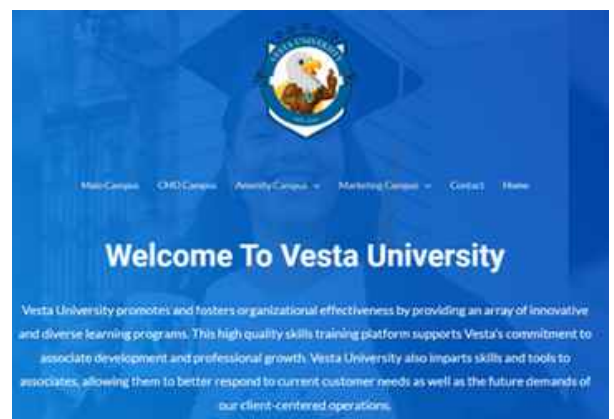 VESTA UNIVERSITY
Main Campus CMD Campus Amenity Campus Marketing Campus Contact Home
Welcome To Vesta University
Vesta University promotes and fosters organizational effectiveness by providing an array of innovative
and diverse learning programs. This high quality skills training platform supports Vesta's commitment to
associate development and professional growth. Vesta University also imparts skills and tools to
associates, allowing them to better respond to current customer needs as well as the future demands of
our client-centered operations.